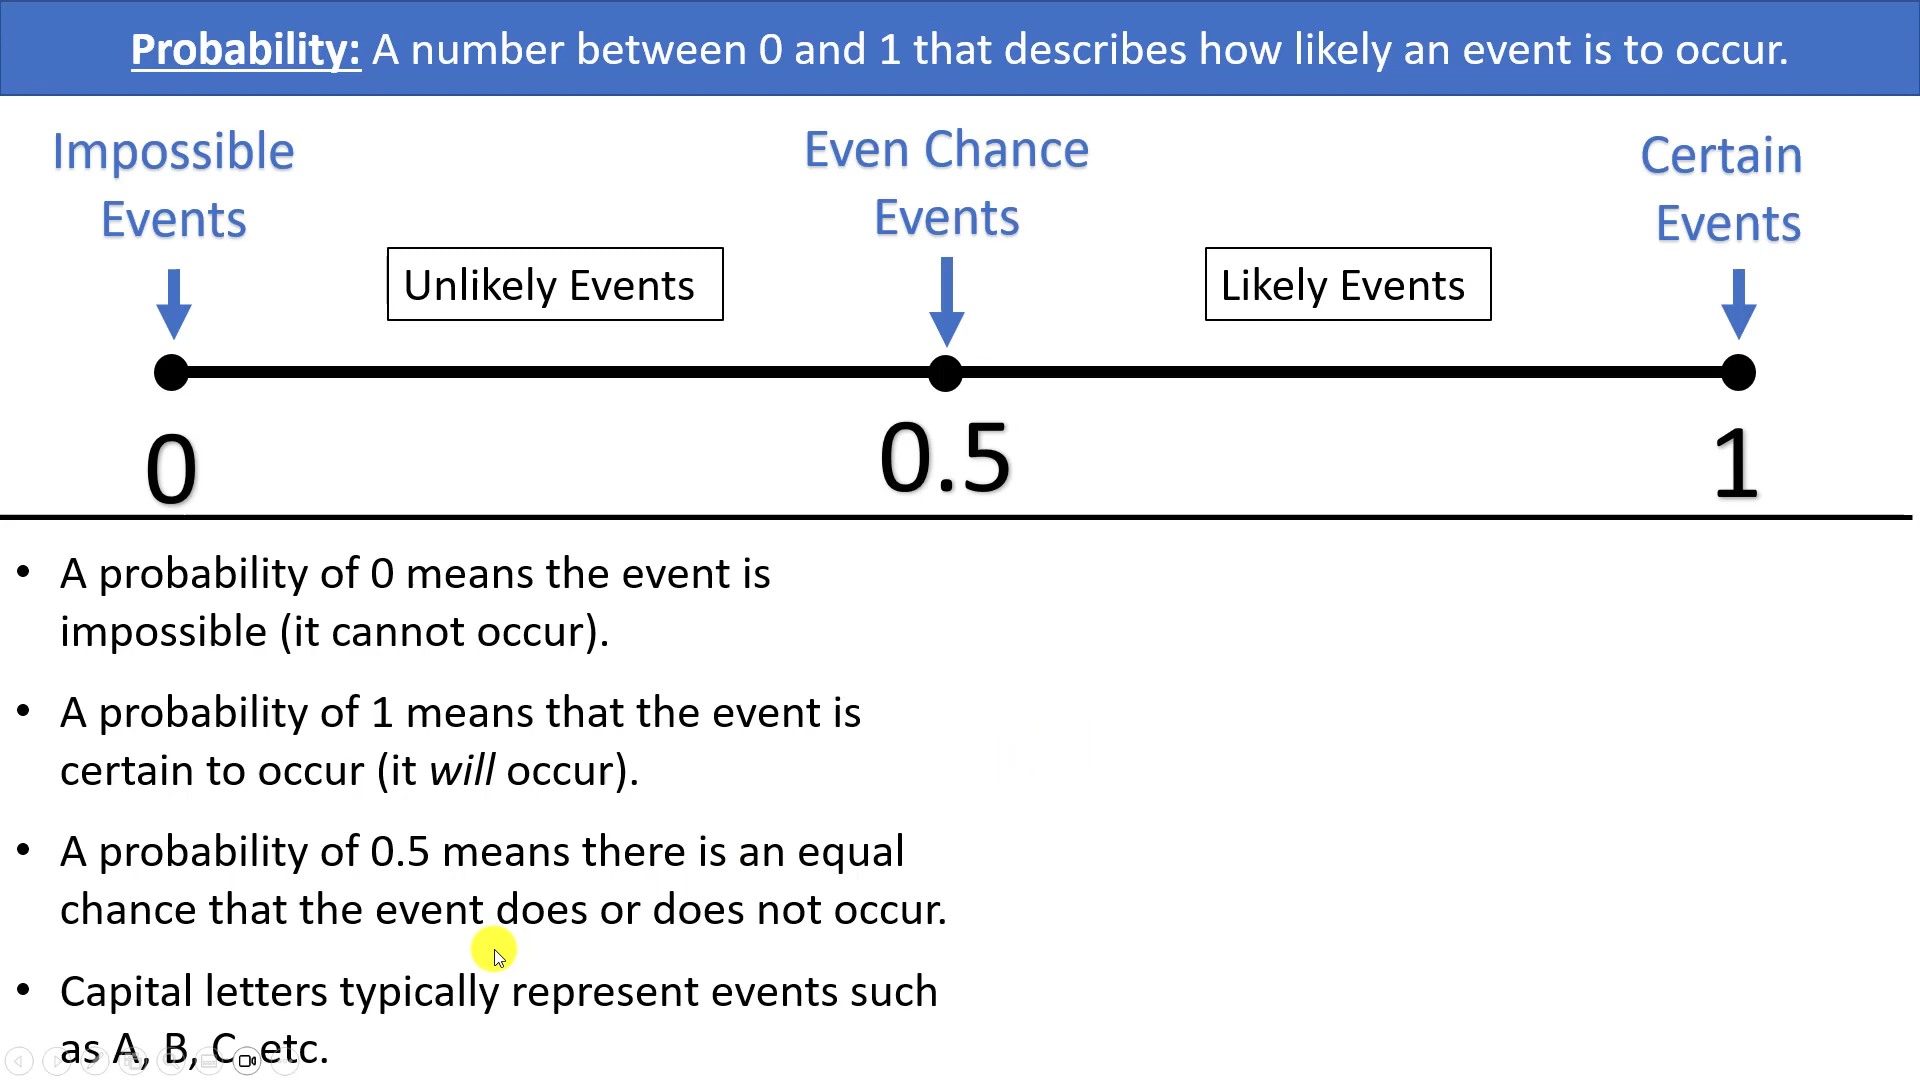 Probability: A number between 0 and 1 that describes how likely an event is to occur.
Impossible
Events
Even Chance
Events
Certain
Events
Unlikely Events
Likely Events
0
0.5
1
• A probability of 0 means the event is
impossible (it cannot occur).
• A probability of 1 means that the event is
certain to occur (it will occur).
• A probability of 0.5 means there is an equal
chance that the event does or does not occur.
• Capital letters typically represent events such
as A, B, C, etc.